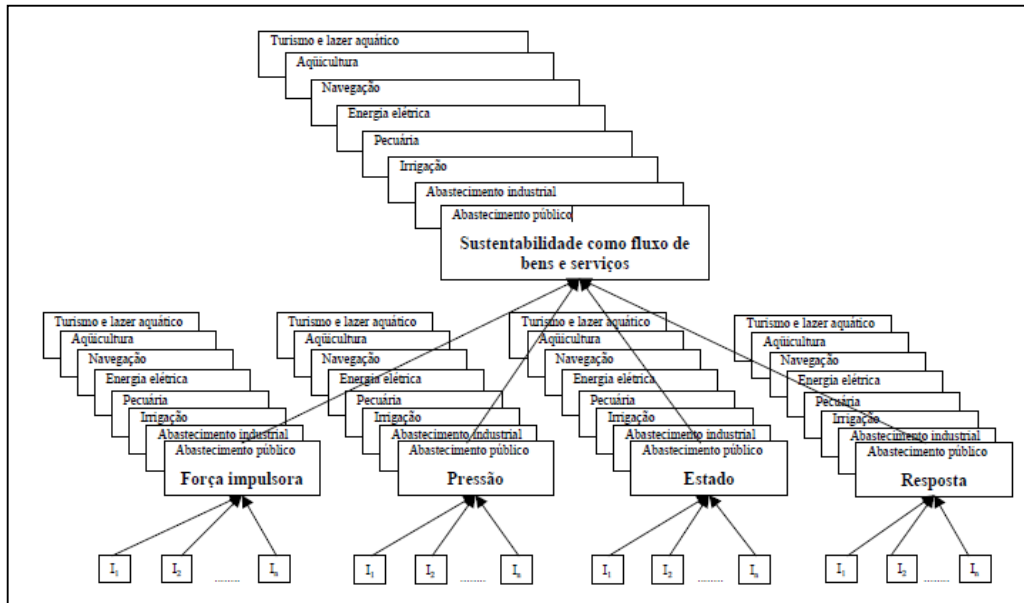 Turismo e lazer aquático
Aqüicultura
Navegação
Energia elétrica
Pecuária
Irrigação
Abastecimento industrial
Abastecimento público
Sustentabilidade como fluxo de
bens e serviços
Turismo e lazer aquático
Aqüicultura
Navegação
Energia elétrica
Pecuária
Irrigação
Abastecimento industrial
Abastecimento público
Força impulsora
Turismo e lazer aquático
Aqüicultura
Navegação
Energia elétrica
Pecuária
Irrigação
Abastecimento industrial
Abastecimento público
Pressão
Turismo e lazer aquático
Aqüicultura
Navegação
Energia elétrica
Pecuária
Irrigação
Abastecimento industrial
Abastecimento público
Estado
Turismo e lazer aquático
Aqüicultura
Navegação
Energia elétrica
Pecuária
Irrigação
Abastecimento industrial
Abastecimento público
Resposta
I₁ I₂ ........ Iₙ
I₁ I₂ ........ Iₙ
I₁ I₂ ........ Iₙ
I₁ I₂ ........ Iₙ